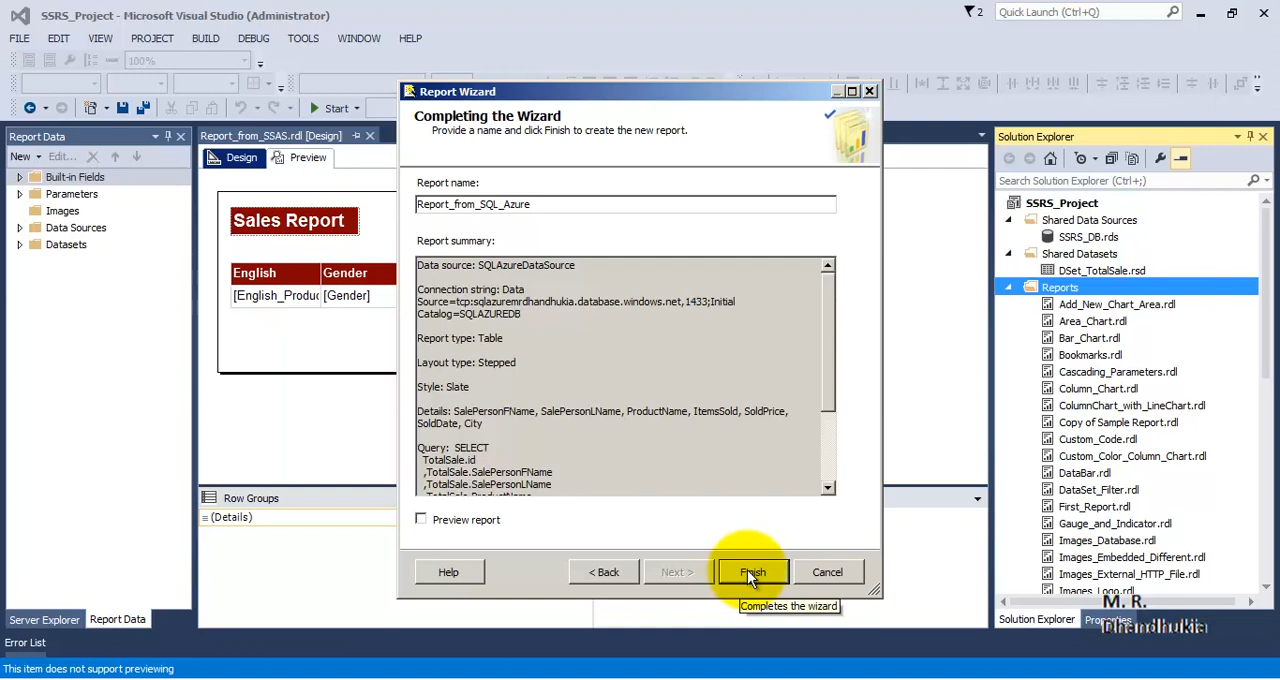 SSRS_Project - Microsoft Visual Studio (Administrator)
2
Quick Launch (Ctrl+Q)
FILE EDIT VIEW PROJECT BUILD DEBUG TOOLS WINDOW HELP
100%
Start
Report Data
New Edit...
Built-in Fields
Parameters
Images
Data Sources
Datasets
Server Explorer Report Data
Report_from_SSAS.rdl [Design]
Design Preview
Sales Report
English Gender
[English_Produc [Gender]
Row Groups
(Details)
Report Wizard
Completing the Wizard
Provide a name and click Finish to create the new report.
Report name:
Report_from_SQL_Azure
Report summary:
Data source: SQLAzureDataSource
Connection string: Data
Source=tcp:sqlazuremrdhandhukia.database.windows.net,1433;Initial
Catalog=SQLAZUREDB
Report type: Table
Layout type: Stepped
Style: Slate
Details: SalePersonFName, SalePersonLName, ProductName, ItemsSold, SoldPrice,
SoldDate, City
Query: SELECT
TotalSale.id
,TotalSale.SalePersonFName
,TotalSale.SalePersonLName
,TotalSale.ProductName
Preview report
Help < Back Next > Finish Cancel
Completes the wizard
Solution Explorer
Search Solution Explorer (Ctrl+;)
SSRS_Project
Shared Data Sources
SSRS_DB.rds
Shared Datasets
DSet_TotalSale.rsd
Reports
Add_New_Chart_Area.rdl
Area_Chart.rdl
Bar_Chart.rdl
Bookmarks.rdl
Cascading_Parameters.rdl
Column_Chart.rdl
ColumnChart_with_LineChart.rdl
Copy of Sample Report.rdl
Custom_Code.rdl
Custom_Color_Column_Chart.rdl
DataBar.rdl
DataSet_Filter.rdl
First_Report.rdl
Gauge_and_Indicator.rdl
Images_Database.rdl
Images_Embedded_Different.rdl
Images_External_HTTP_File.rdl
Images_Logo.rdl
Solution Explorer Properties
M. R.
Dhandhukia
Error List
This item does not support previewing